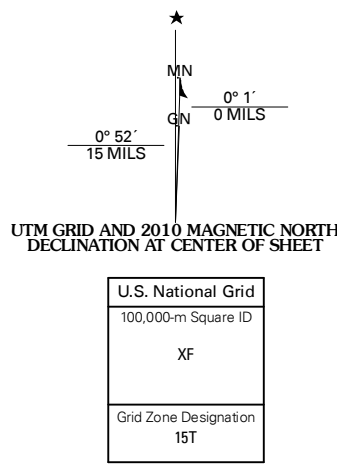 MN
0° 1´
0 MILS
GN
0° 52´
15 MILS
UTM GRID AND 2010 MAGNETIC NORTH
DECLINATION AT CENTER OF SHEET
U.S. National Grid
100,000-m Square ID
XF
Grid Zone Designation
15T